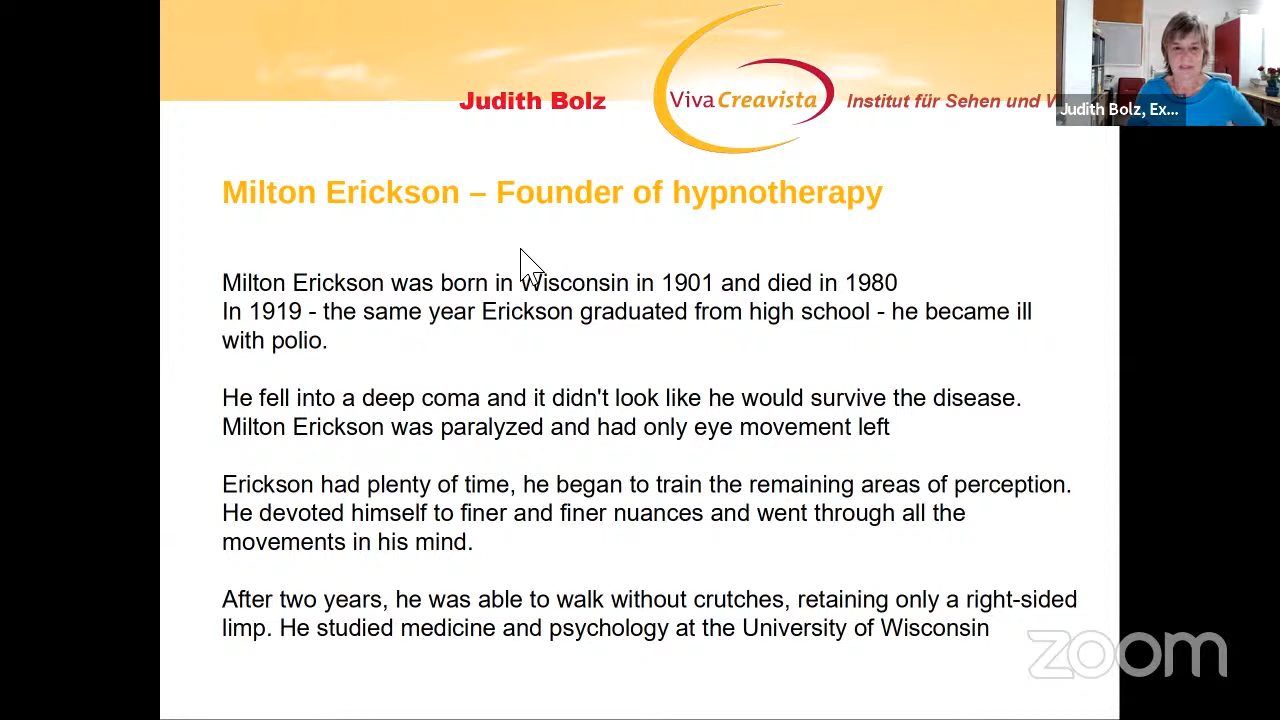 Judith Bolz
VivaCreavista
Institut für Sehen und
Judith Bolz, Ex...
Milton Erickson – Founder of hypnotherapy
Milton Erickson was born in Wisconsin in 1901 and died in 1980
In 1919 - the same year Erickson graduated from high school - he became ill
with polio.
He fell into a deep coma and it didn't look like he would survive the disease.
Milton Erickson was paralyzed and had only eye movement left
Erickson had plenty of time, he began to train the remaining areas of perception.
He devoted himself to finer and finer nuances and went through all the
movements in his mind.
After two years, he was able to walk without crutches, retaining only a right-sided
limp. He studied medicine and psychology at the University of Wisconsin
zoom